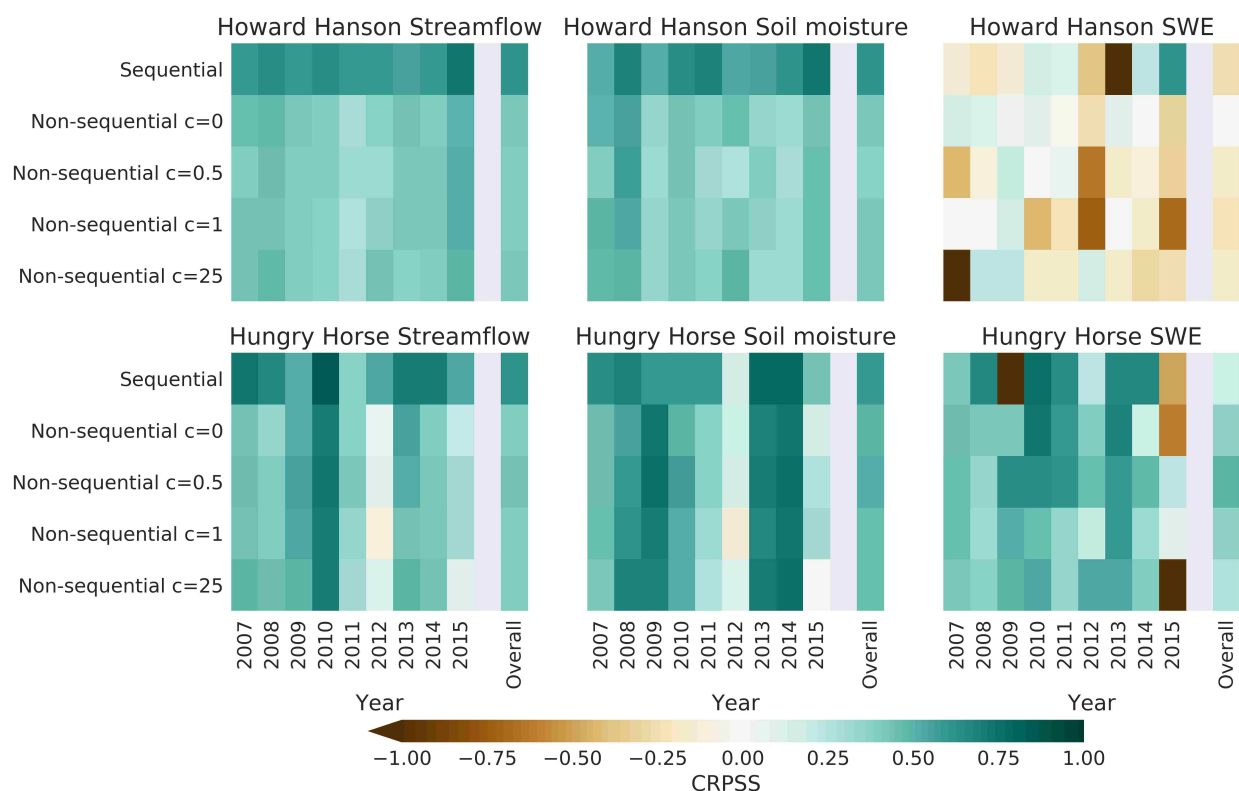 Howard Hanson Streamflow Howard Hanson Soil moisture Howard Hanson SWE
Sequential
Non-sequential c=0
Non-sequential c=0.5
Non-sequential c=1
Non-sequential c=25
Hungry Horse Streamflow Hungry Horse Soil moisture Hungry Horse SWE
Sequential
Non-sequential c=0
Non-sequential c=0.5
Non-sequential c=1
Non-sequential c=25
2007 2008 2009 2010 2011 2012 2013 2014 2015 Overall 2007 2008 2009 2010 2011 2012 2013 2014 2015 Overall 2007 2008 2009 2010 2011 2012 2013 2014 2015 Overall
Year Year Year
−1.00 −0.75 −0.50 −0.25 0.00 0.25 0.50 0.75 1.00
CRPSS